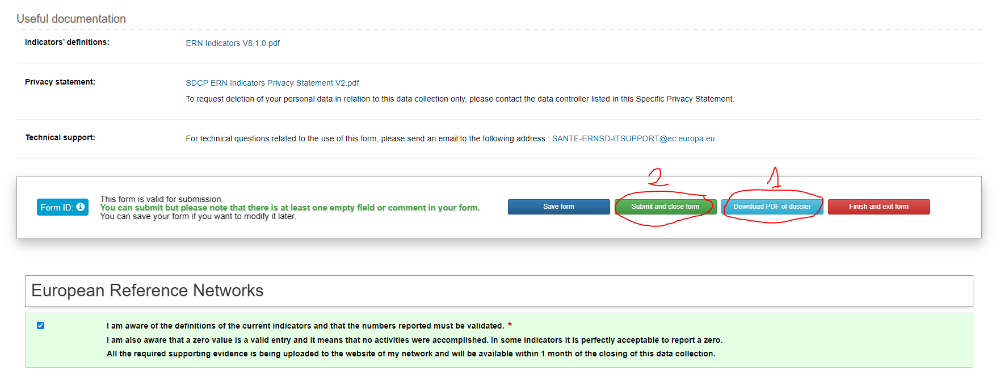 Useful documentation
Indicators’ definitions:
ERN Indicators V8.1.0.pdf
Privacy statement:
SDCP ERN Indicators Privacy Statement V2.pdf
To request deletion of your personal data in relation to this data collection only, please contact the data controller listed in this Specific Privacy Statement.
Technical support:
For technical questions related to the use of this form, please send an email to the following address : SANTE-ERNSD-ITSUPPORT@ec.europa.eu
2 1
Form ID:
This form is valid for submission.
You can submit but please note that there is at least one empty field or comment in your form.
You can save your form if you want to modify it later.
Save form Submit and close form Download PDF of dossier Finish and exit form
European Reference Networks
I am aware of the definitions of the current indicators and that the numbers reported must be validated. *
I am also aware that a zero value is a valid entry and it means that no activities were accomplished. In some indicators it is perfectly acceptable to report a zero.
All the required supporting evidence is being uploaded to the website of my network and will be available within 1 month of the closing of this data collection.